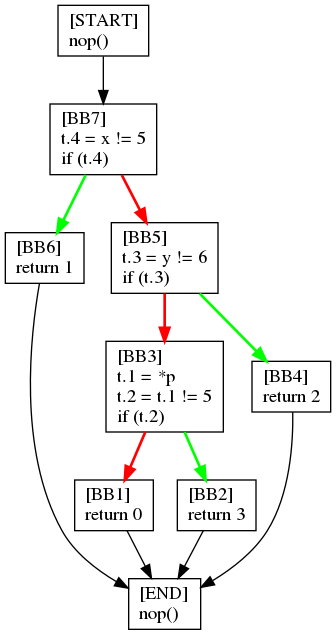 [START]
nop()
[BB7]
t.4 = x != 5
if (t.4)
[BB6]
return 1
[BB5]
t.3 = y != 6
if (t.3)
[BB3]
t.1 = *p
t.2 = t.1 != 5
if (t.2)
[BB4]
return 2
[BB1]
return 0
[BB2]
return 3
[END]
nop()